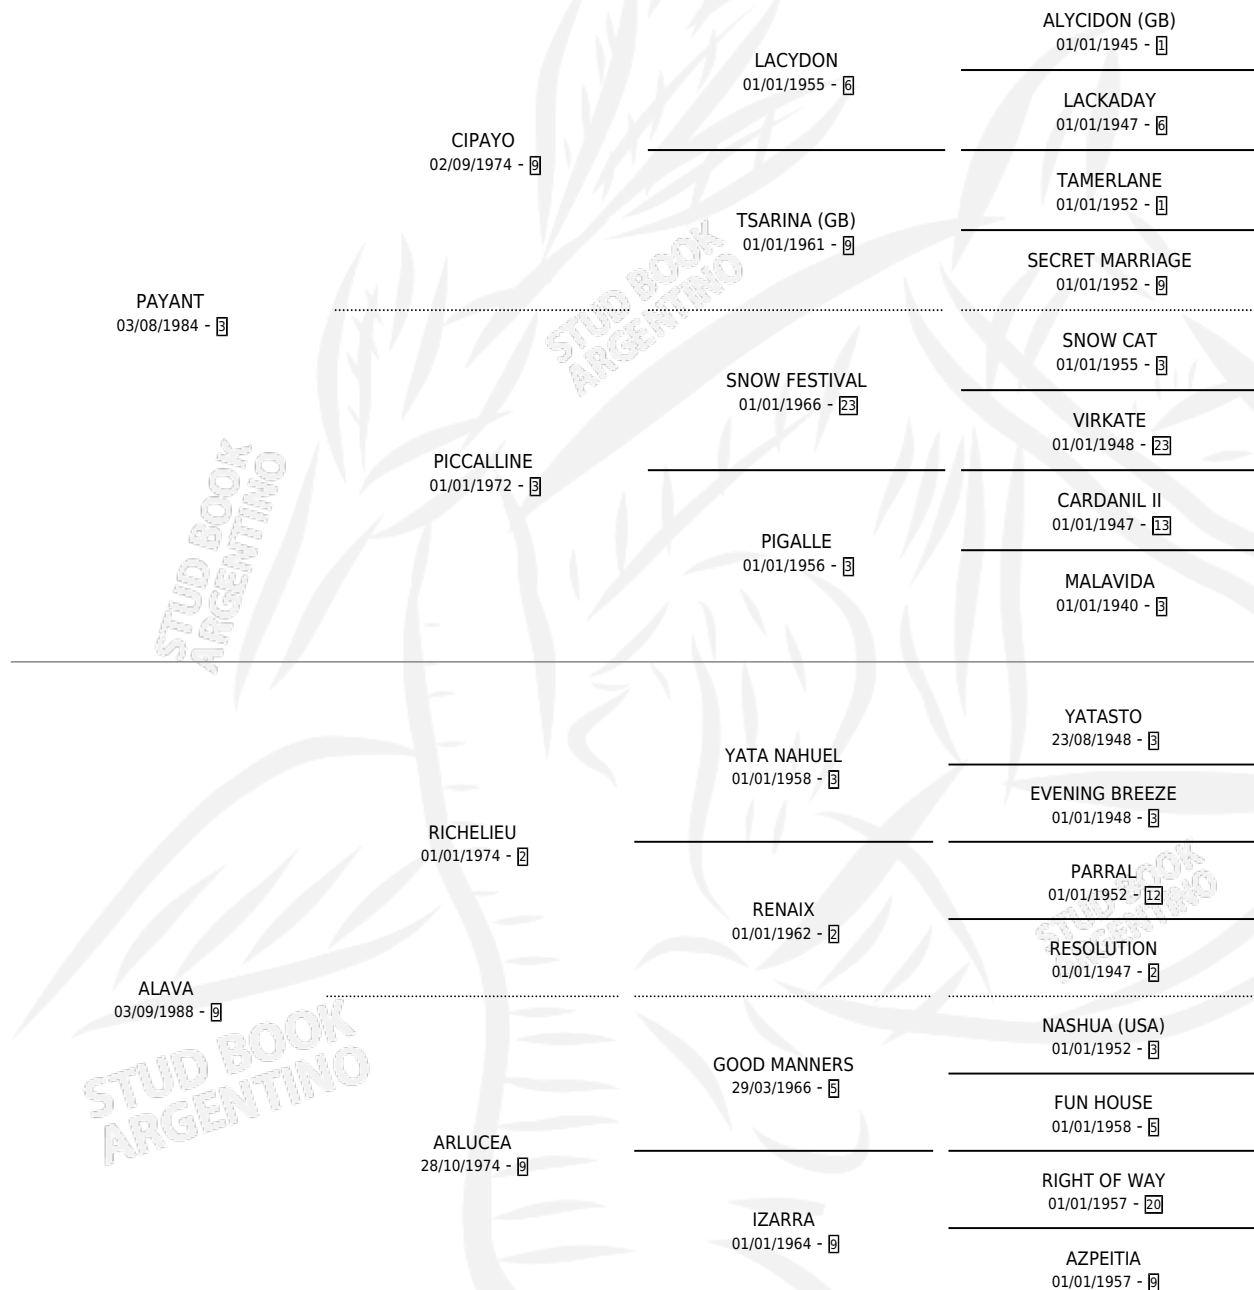 ALYCIDON (GB)
01/01/1945 - 1
LACYDON
01/01/1955 - 6
LACKADAY
01/01/1947 - 6
CIPAYO
02/09/1974 - 9
TAMERLANE
01/01/1952 - 1
TSARINA (GB)
01/01/1961 - 9
SECRET MARRIAGE
01/01/1952 - 9
PAYANT
03/08/1984 - 3
STUD BOOK
ARGENTINO
SNOW CAT
01/01/1955 - 3
SNOW FESTIVAL
01/01/1966 - 23
VIRKATE
01/01/1948 - 23
PICCALLINE
01/01/1972 - 3
CARDANIL II
01/01/1947 - 13
PIGALLE
01/01/1956 - 3
MALAVIDA
01/01/1940 - 3
STUD BOOK
ARGENTINO
YATASTO
23/08/1948 - 3
YATA NAHUEL
01/01/1958 - 3
EVENING BREEZE
01/01/1948 - 3
RICHELIEU
01/01/1974 - 2
PARRAL
01/01/1952 - 12
RENAIX
01/01/1962 - 2
RESOLUTION
01/01/1947 - 2
STUD BOOK
ARGENTINO
ALAVA
03/09/1988 - 9
NASHUA (USA)
01/01/1952 - 3
GOOD MANNERS
29/03/1966 - 5
FUN HOUSE
01/01/1958 - 5
STUD BOOK
ARGENTINO
ARLUCEA
28/10/1974 - 9
RIGHT OF WAY
01/01/1957 - 20
IZARRA
01/01/1964 - 9
AZPEITIA
01/01/1957 - 9